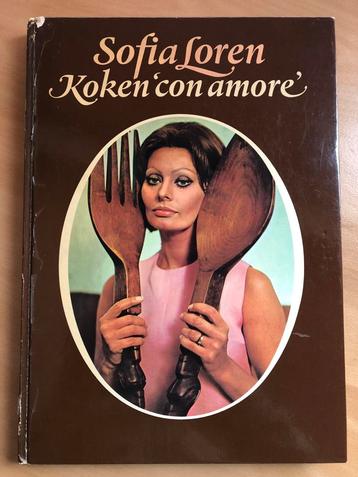 Sofia Loren
Koken ‘con amore’